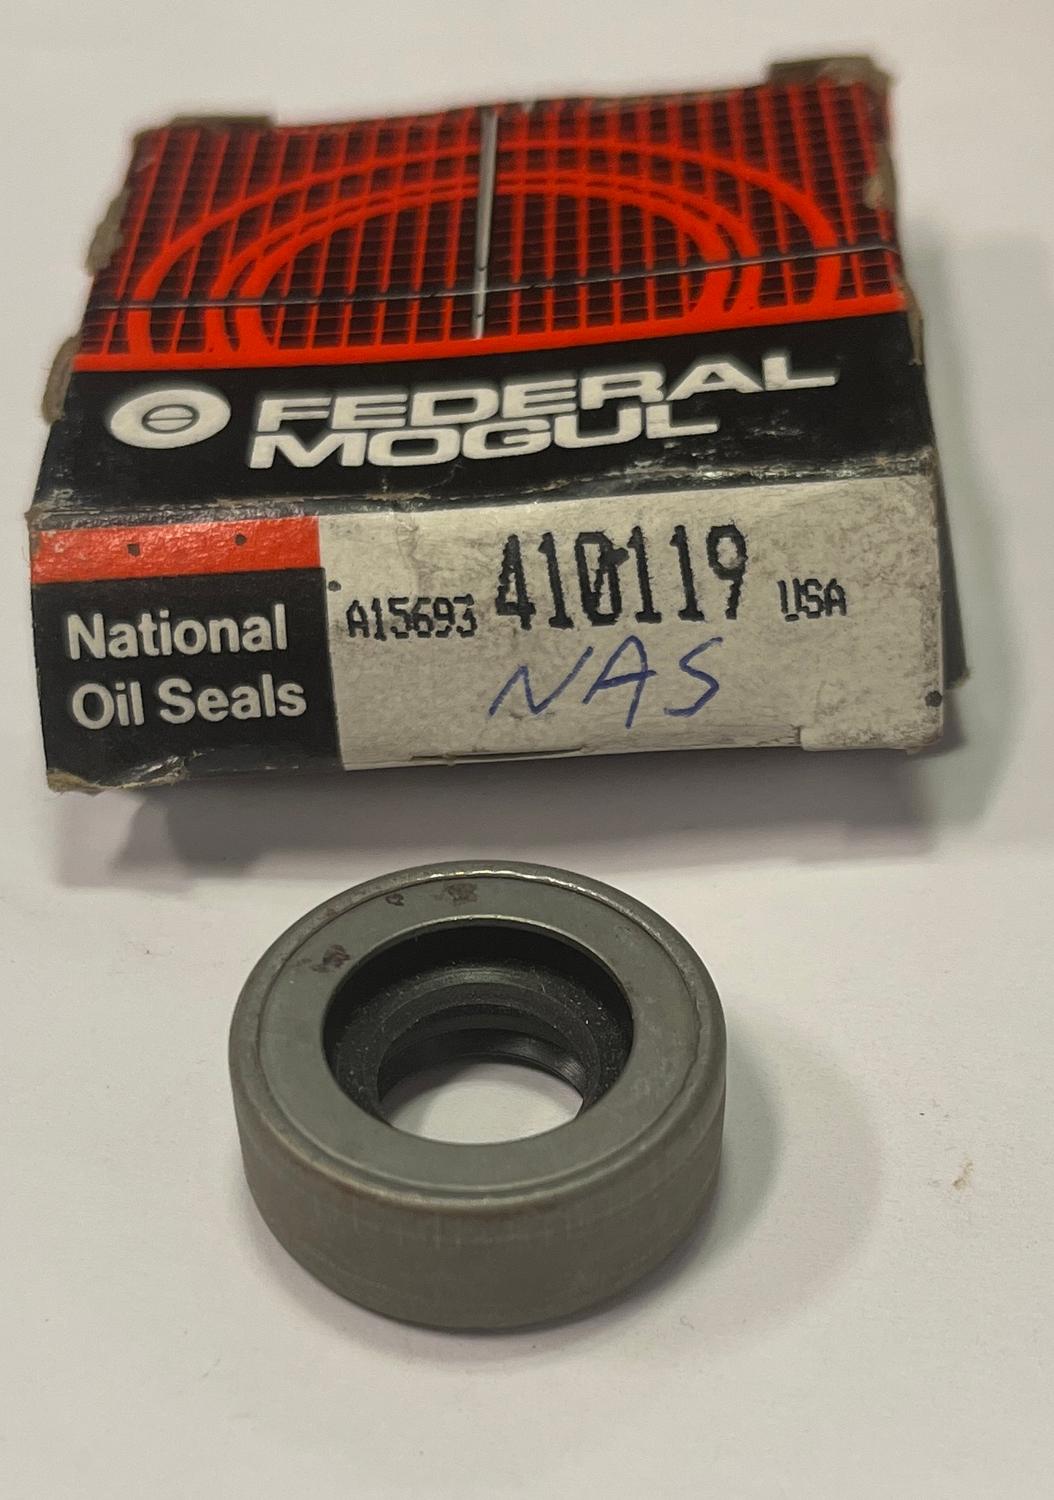 FEDERAL
MOGUL
National
Oil Seals
A15693 410119 USA
NAS